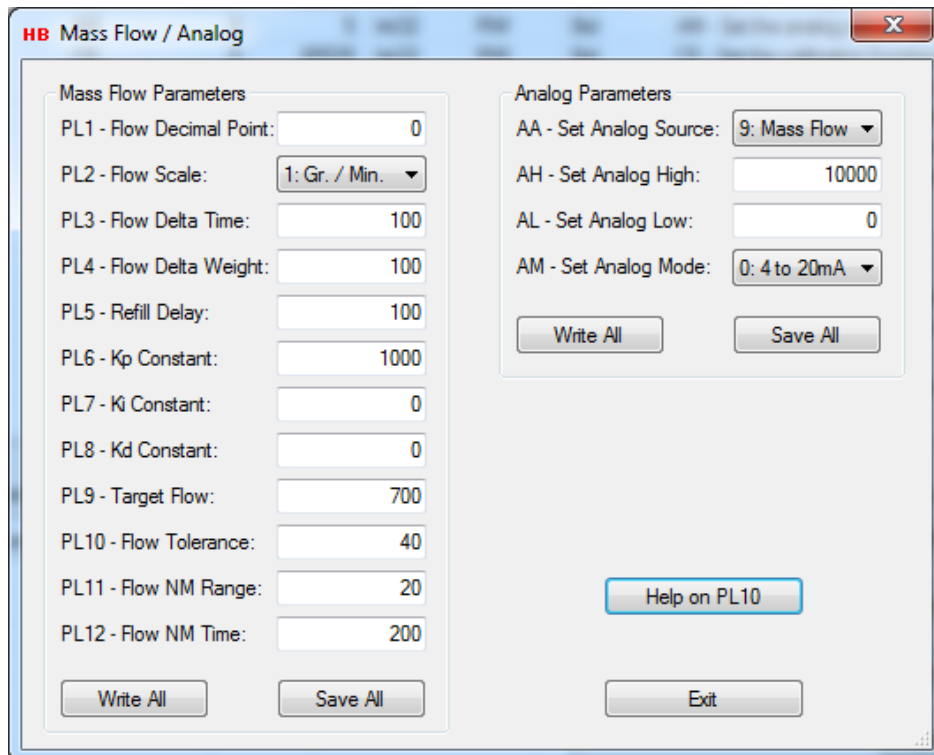 HB Mass Flow / Analog
Mass Flow Parameters
PL1 - Flow Decimal Point: 0
PL2 - Flow Scale: 1: Gr. / Min.
PL3 - Flow Delta Time: 100
PL4 - Flow Delta Weight: 100
PL5 - Refill Delay: 100
PL6 - Kp Constant: 1000
PL7 - Ki Constant: 0
PL8 - Kd Constant: 0
PL9 - Target Flow: 700
PL10 - Flow Tolerance: 40
PL11 - Flow NM Range: 20
PL12 - Flow NM Time: 200
Write All Save All
Analog Parameters
AA - Set Analog Source: 9: Mass Flow
AH - Set Analog High: 10000
AL - Set Analog Low: 0
AM - Set Analog Mode: 0: 4 to 20mA
Write All Save All
Help on PL10
Exit